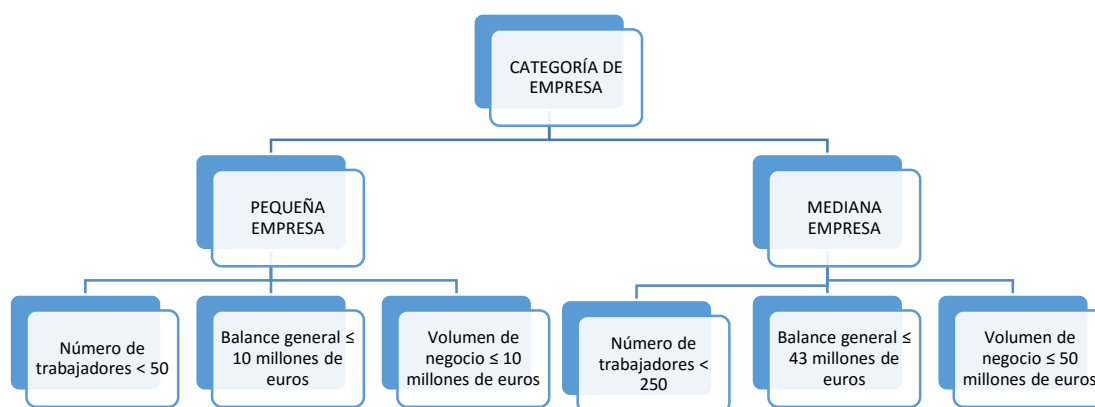 CATEGORÍA DE
EMPRESA
PEQUEÑA
EMPRESA
MEDIANA
EMPRESA
Número de
trabajadores < 50
Balance general ≤
10 millones de
euros
Volumen de
negocio ≤ 10
millones de euros
Número de
trabajadores <
250
Balance general ≤
43 millones de
euros
Volumen de
negocio ≤ 50
millones de euros